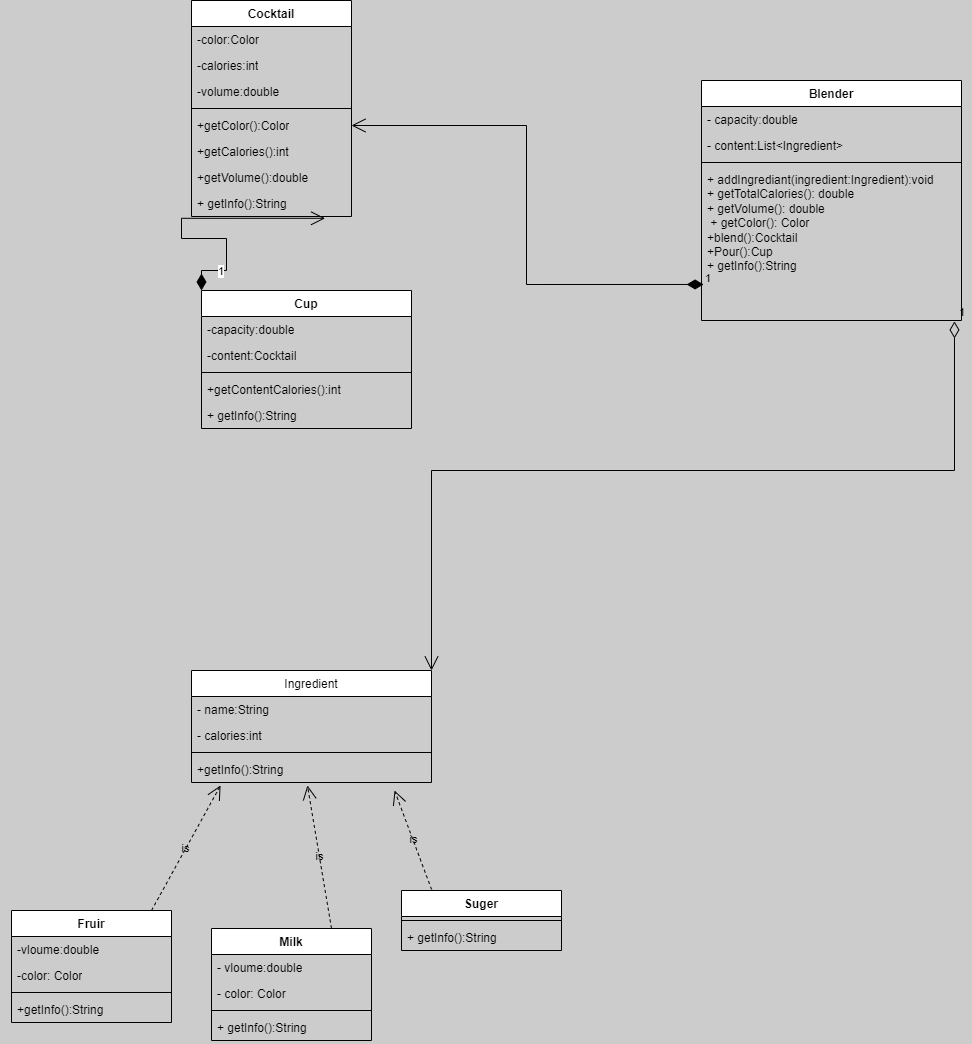 Cocktail
-color:Color
-calories:int
-volume:double
+getColor():Color
+getCalories():int
+getVolume():double
+ getInfo():String
Blender
- capacity:double
- content:List<Ingredient>
+ addIngrediant(ingredient:Ingredient):void
+ getTotalCalories(): double
+ getVolume(): double
+ getColor(): Color
+blend():Cocktail
+Pour():Cup
+ getInfo():String
1
1
1
Cup
-capacity:double
-content:Cocktail
+getContentCalories():int
+ getInfo():String
Ingredient
- name:String
- calories:int
+getInfo():String
is
is
is
Fruir
-vloume:double
-color: Color
+getInfo():String
Milk
- vloume:double
- color: Color
+ getInfo():String
Suger
+ getInfo():String